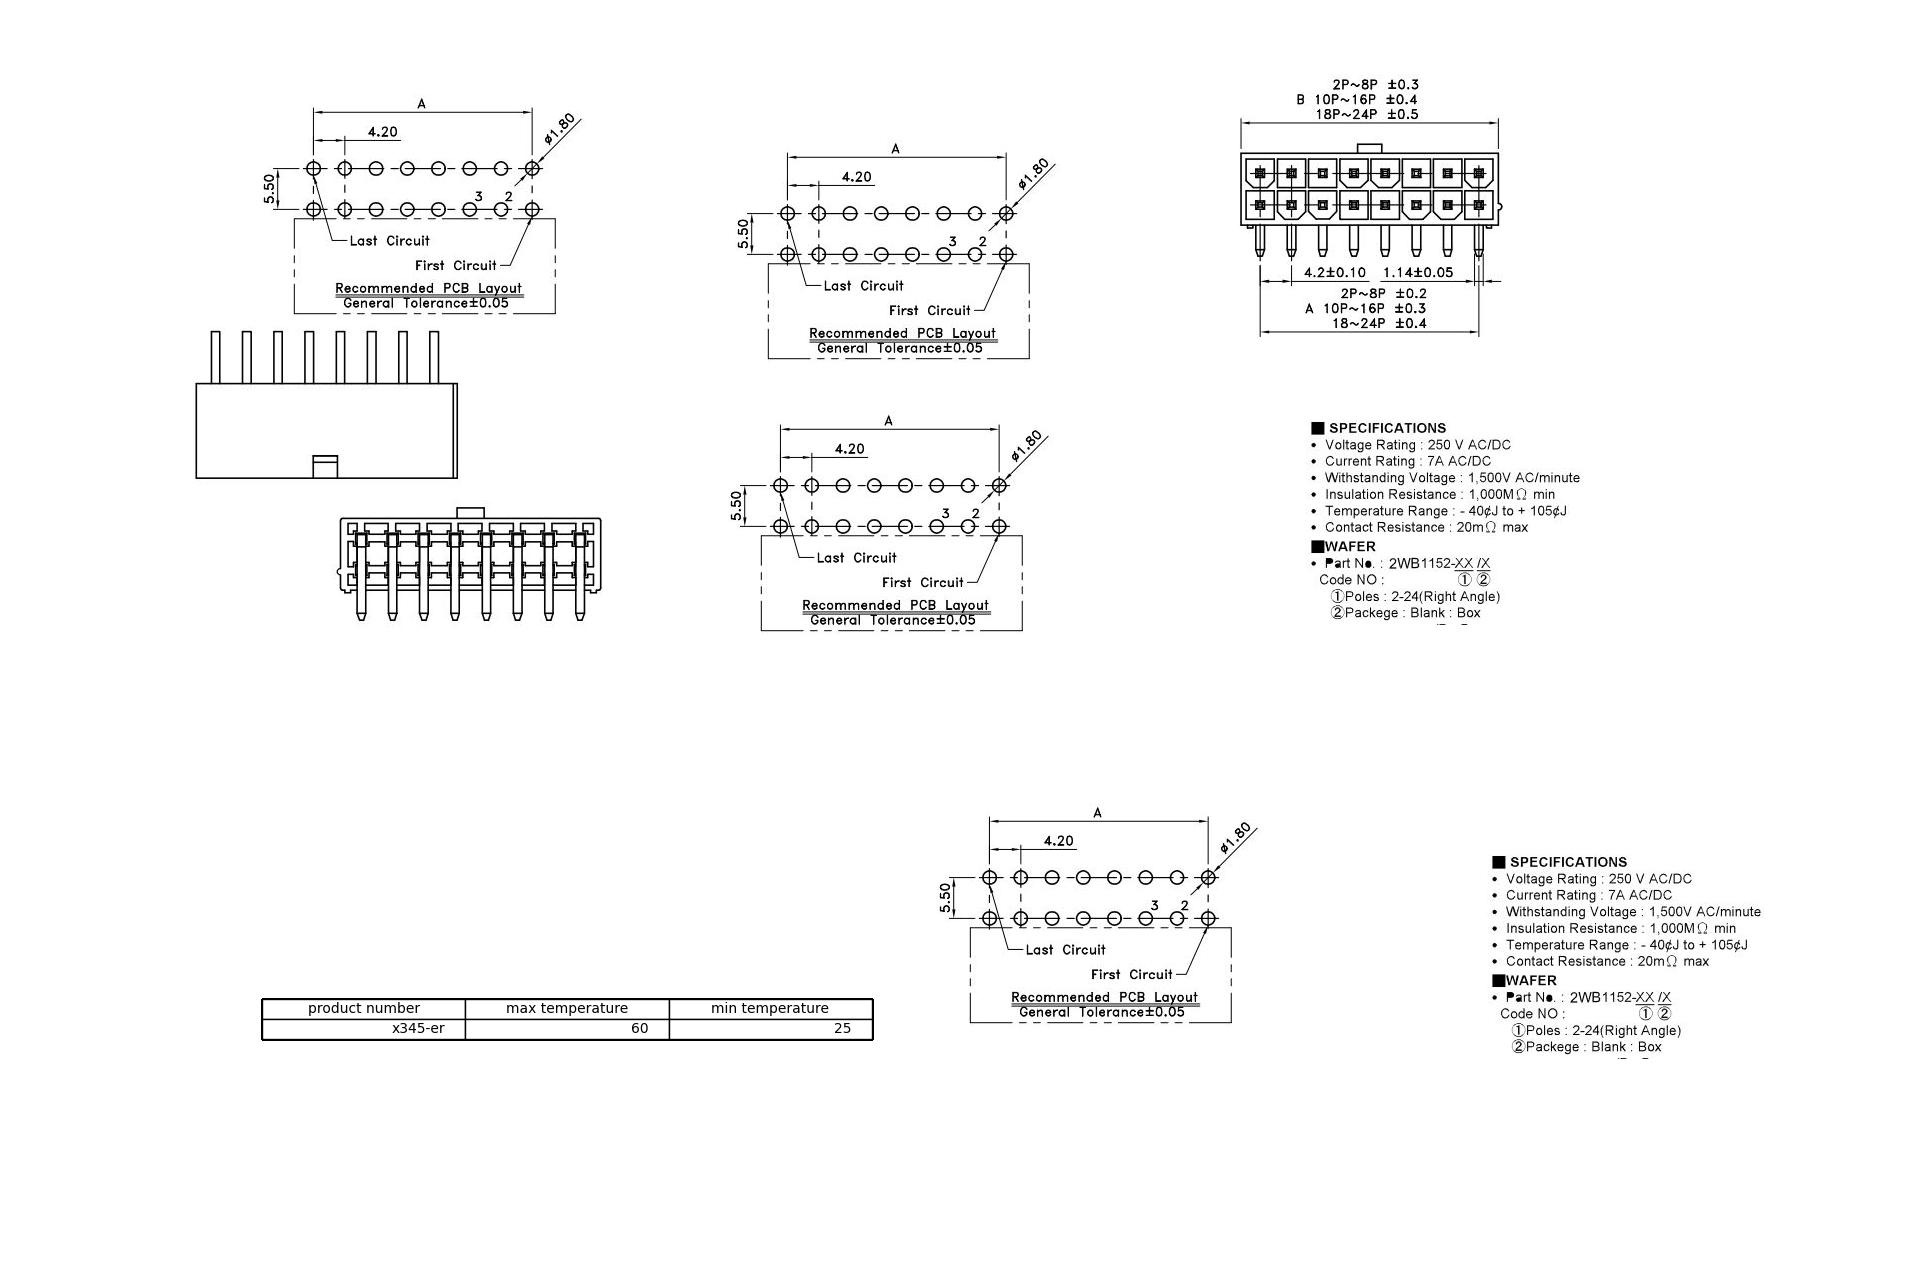 A
4.20
ø1.80
5.50
3 2
Last Circuit
First Circuit
Recommended PCB Layout
General Tolerance±0.05
A
4.20
ø1.80
5.50
3 2
Last Circuit
First Circuit
Recommended PCB Layout
General Tolerance±0.05
2P~8P ±0.3
B 10P~16P ±0.4
18P~24P ±0.5
4.2±0.10 1.14±0.05
2P~8P ±0.2
A 10P~16P ±0.3
18~24P ±0.4
A
4.20
ø1.80
5.50
3 2
Last Circuit
First Circuit
Recommended PCB Layout
General Tolerance±0.05
■ SPECIFICATIONS
• Voltage Rating : 250 V AC/DC
• Current Rating : 7A AC/DC
• Withstanding Voltage : 1,500V AC/minute
• Insulation Resistance : 1,000MΩ min
• Temperature Range : - 40¢J to + 105¢J
• Contact Resistance : 20mΩ max
■WAFER
• Part No. : 2WB1152-XX /X
Code NO : ① ②
①Poles : 2-24(Right Angle)
②Packege : Blank : Box
A
4.20
ø1.80
5.50
3 2
Last Circuit
First Circuit
Recommended PCB Layout
General Tolerance±0.05
■ SPECIFICATIONS
• Voltage Rating : 250 V AC/DC
• Current Rating : 7A AC/DC
• Withstanding Voltage : 1,500V AC/minute
• Insulation Resistance : 1,000MΩ min
• Temperature Range : - 40¢J to + 105¢J
• Contact Resistance : 20mΩ max
■WAFER
• Part No. : 2WB1152-XX /X
Code NO : ① ②
①Poles : 2-24(Right Angle)
②Packege : Blank : Box
product number max temperature min temperature
x345-er 60 25